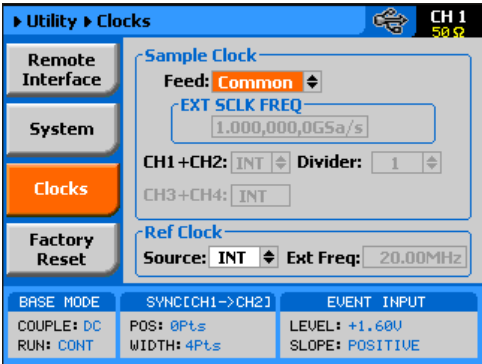 Utility Clocks
CH 1
50 Ω
Remote
Interface
System
Clocks
Factory
Reset
Sample Clock
Feed: Common
EXT SCLK FREQ
1.000,000,0GSa/s
CH1+CH2: INT Divider: 1
CH3+CH4: INT
Ref Clock
Source: INT Ext Freq: 20.00MHz
BASE MODE
COUPLE: DC
RUN: CONT
SYNC[CH1->CH2]
POS: 0Pts
WIDTH: 4Pts
EVENT INPUT
LEVEL: +1.60V
SLOPE: POSITIVE